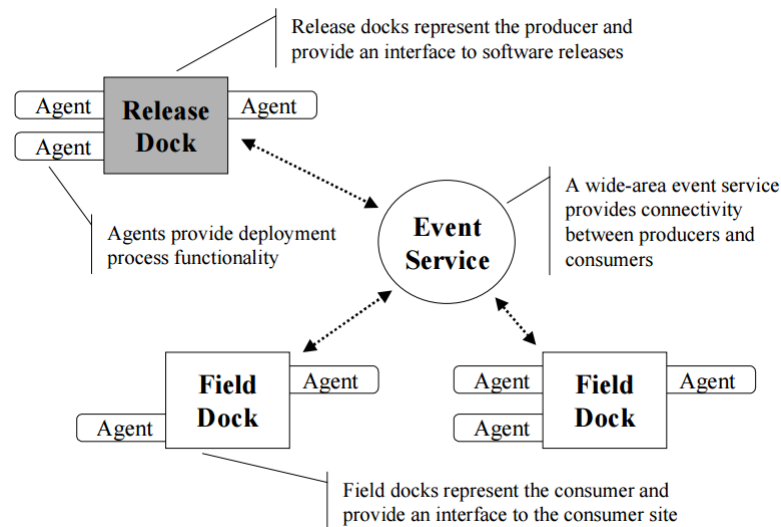 Release docks represent the producer and
provide an interface to software releases
Agent
Release
Dock
Agent
Agent
Agents provide deployment
process functionality
Event
Service
A wide-area event service
provides connectivity
between producers and
consumers
Field
Dock
Agent
Agent
Agent
Field
Dock
Agent
Agent
Field docks represent the consumer and
provide an interface to the consumer site